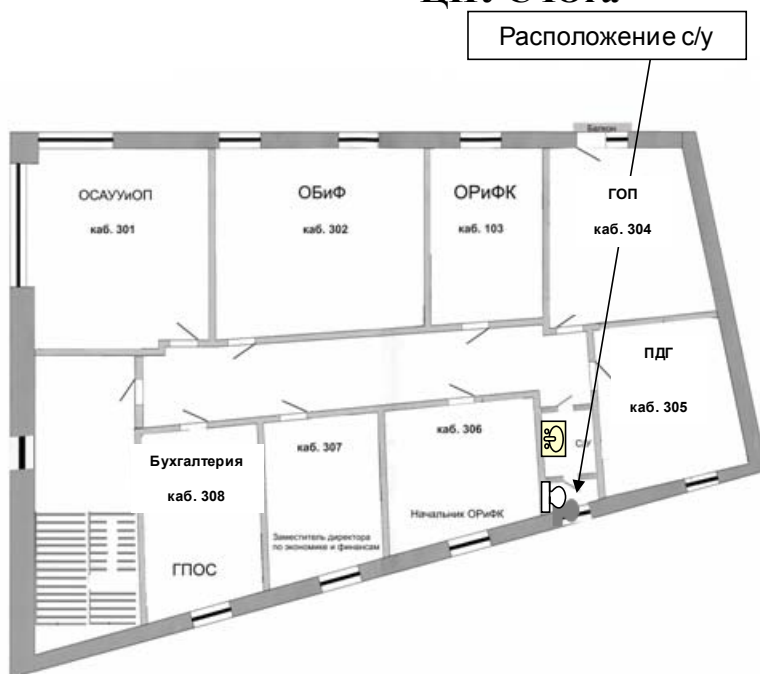 Расположение с/у
Балкон
ОСАУУиОП
каб. 301
ОБиФ
каб. 302
ОРиФК
каб. 103
ГОП
каб. 304
ПДГ
каб. 305
каб. 306
Начальник ОРиФК
С/У
каб. 307
Заместитель директора
по экономике и финансам
Бухгалтерия
каб. 308
ГПОС